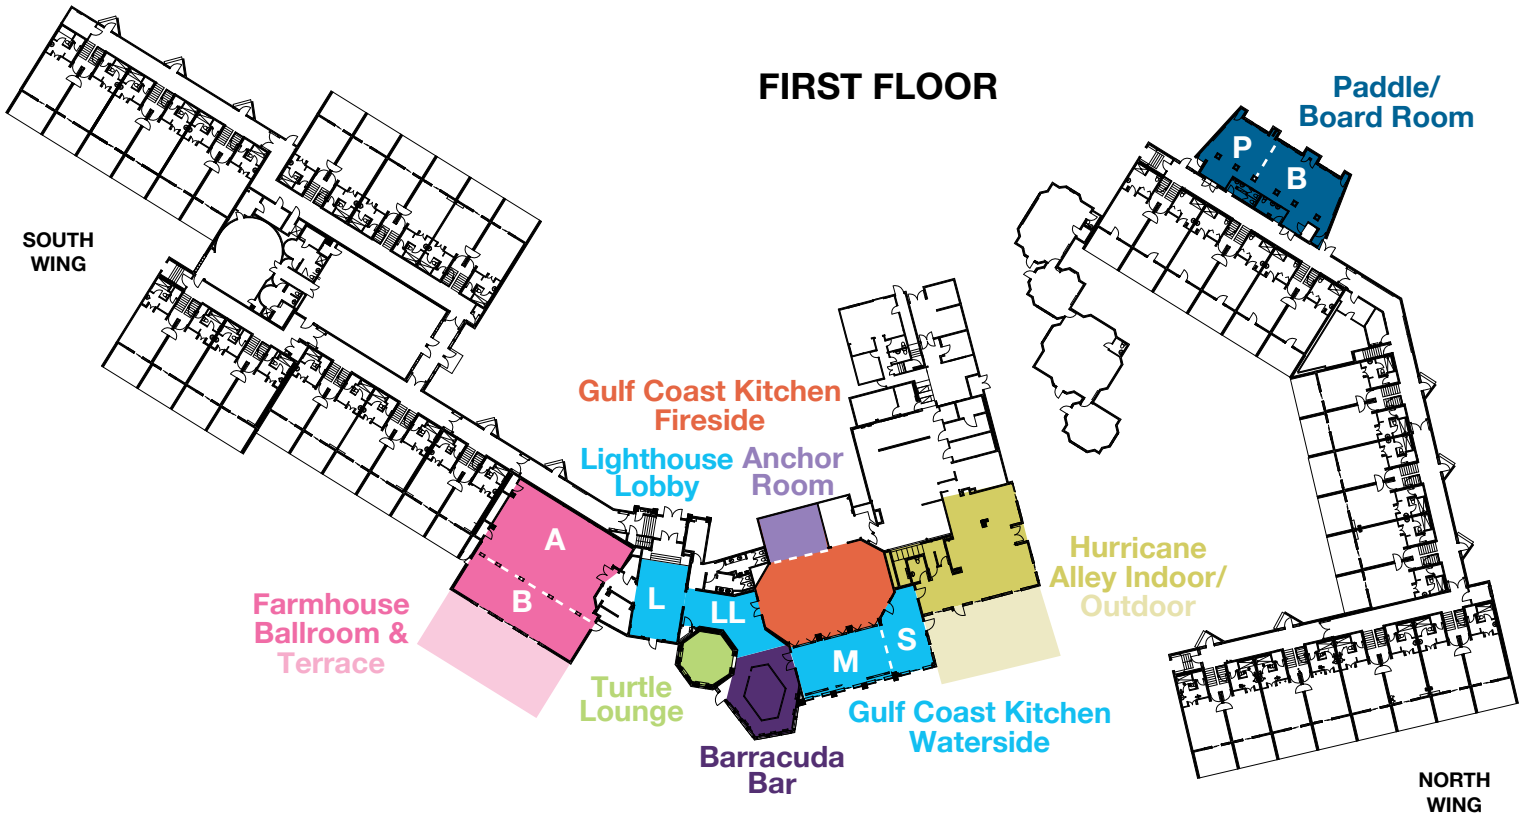 FIRST FLOOR
Paddle/
Board Room
P
B
SOUTH
WING
Gulf Coast Kitchen
Fireside
Lighthouse
Lobby
Anchor
Room
A
B
L
LL
M
S
Hurricane
Alley Indoor/
Outdoor
Farmhouse
Ballroom &
Terrace
Turtle
Lounge
Gulf Coast Kitchen
Waterside
Barracuda
Bar
NORTH
WING